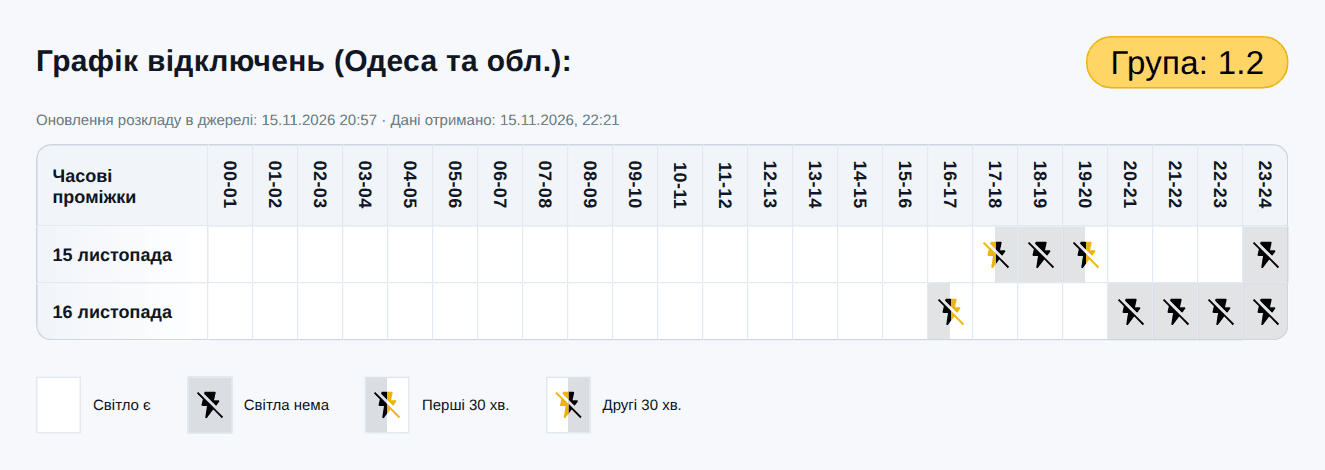 Графік відключень (Одеса та обл.):
Група: 1.2
Оновлення розкладу в джерелі: 15.11.2026 20:57 · Дані отримано: 15.11.2026, 22:21
Часові
проміжки
00-01
01-02
02-03
03-04
04-05
05-06
06-07
07-08
08-09
09-10
10-11
11-12
12-13
13-14
14-15
15-16
16-17
17-18
18-19
19-20
20-21
21-22
22-23
23-24
15 листопада
16 листопада
Світло є
Світла нема
Перші 30 хв.
Другі 30 хв.